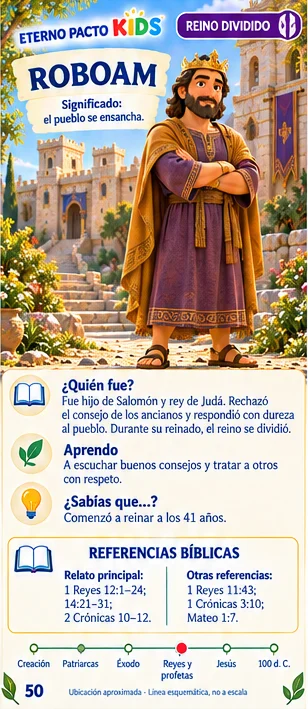 ETERNO PACTO KIDS
REINO DIVIDIDO
ROBOAM
Significado:
el pueblo se ensancha.
¿Quién fue?
Fue hijo de Salomón y rey de Judá. Rechazó
el consejo de los ancianos y respondió con dureza
al pueblo. Durante su reinado, el reino se dividió.
Aprendo
A escuchar buenos consejos y tratar a otros
con respeto.
¿Sabías que...?
Comenzó a reinar a los 41 años.
REFERENCIAS BÍBLICAS
Relato principal:
1 Reyes 12:1–24;
14:21–31;
2 Crónicas 10–12.
Otras referencias:
1 Reyes 11:43;
1 Crónicas 3:10;
Mateo 1:7.
Creación
Patriarcas
Éxodo
Reyes y
profetas
Jesús
100 d. C.
50
Ubicación aproximada - Línea esquemática, no a escala